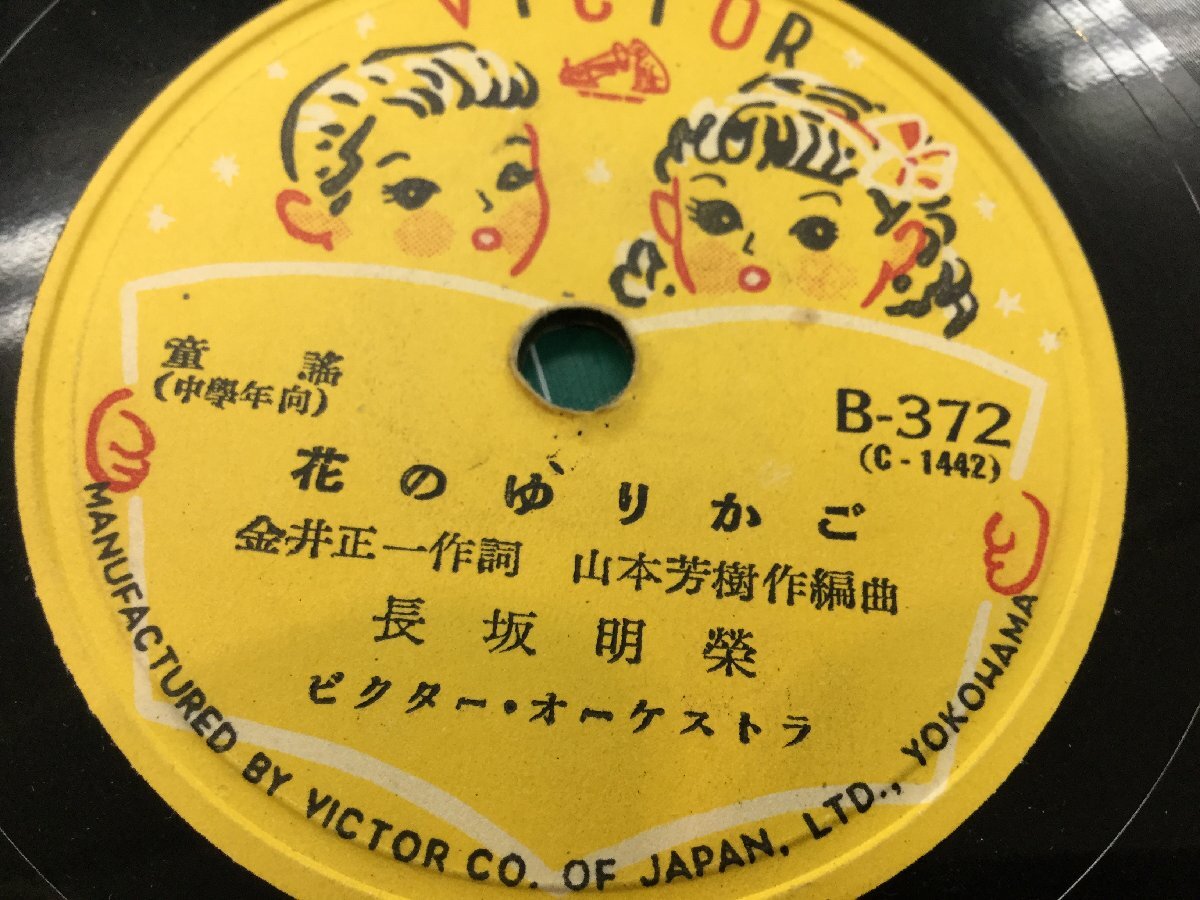 VICTOR
童謠
(中學年向)
B-372
(C-1442)
花のゆりかご
金井正一作詞 山本芳樹作編曲
長坂明榮
ビクター・オーケストラ
MANUFACTURED BY VICTOR CO. OF JAPAN, LTD., YOKOHAMA